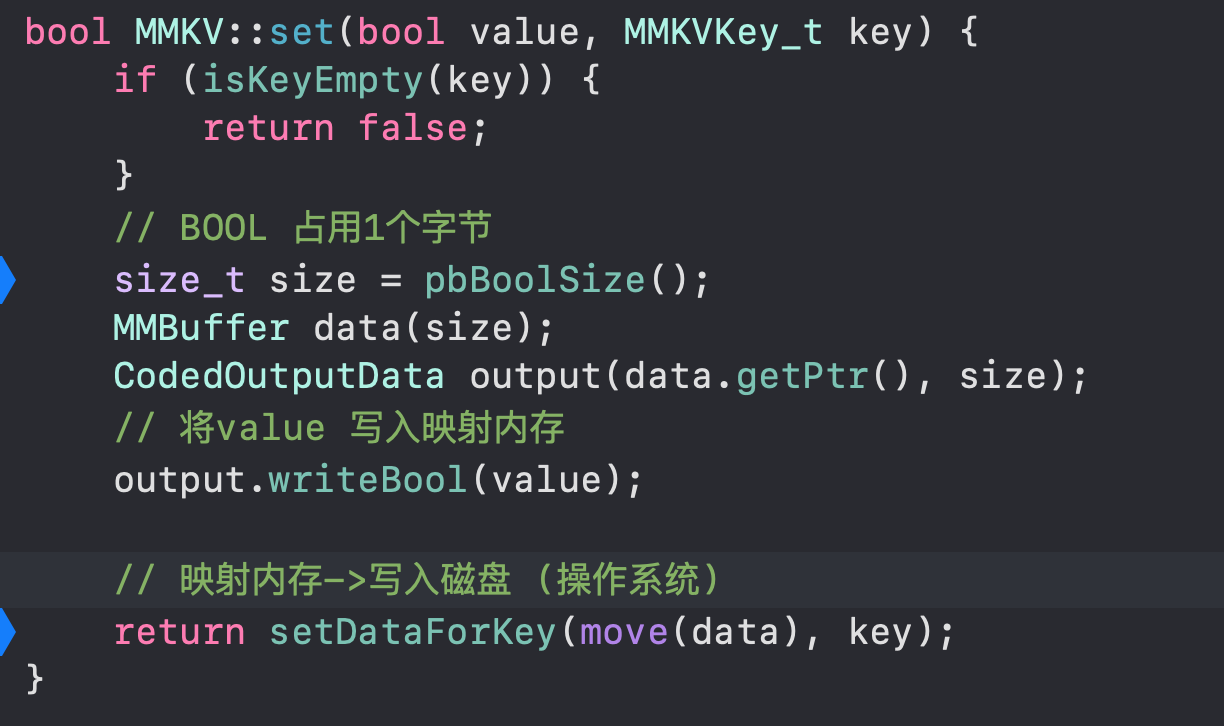 bool MMKV::set(bool value, MMKVKey_t key) {
    if (isKeyEmpty(key)) {
        return false;
    }
    // BOOL 占用1个字节
    size_t size = pbBoolSize();
    MMBuffer data(size);
    CodedOutputData output(data.getPtr(), size);
    // 将value 写入映射内存
    output.writeBool(value);

    // 映射内存->写入磁盘 (操作系统)
    return setDataForKey(move(data), key);
}